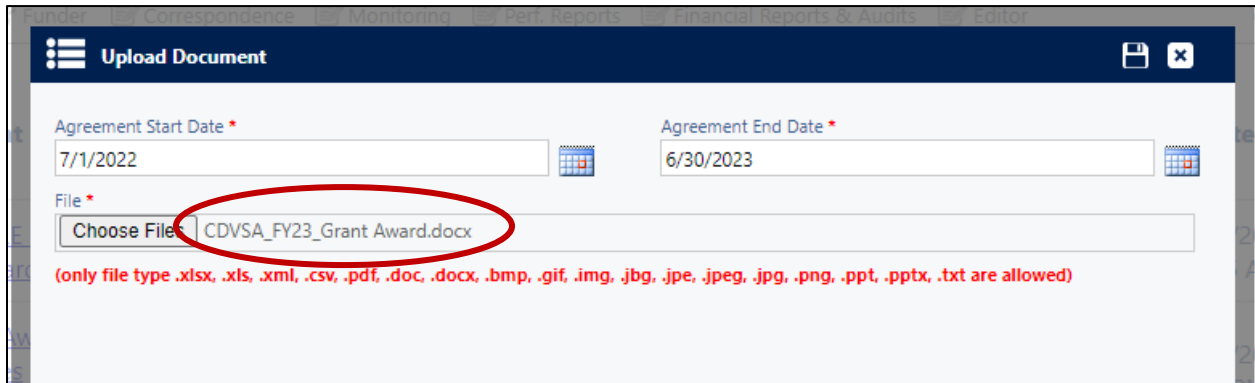 Funder Correspondence Monitoring Perf. Reports Financial Reports & Audits Editor
Upload Document
Agreement Start Date * Agreement End Date *
7/1/2022 6/30/2023
File *
Choose Files CDVSA_FY23_Grant Award.docx
(only file type .xlsx, .xls, .xml, .csv, .pdf, .doc, .docx, .bmp, .gif, .img, .jbg, .jpe, .jpeg, .jpg, .png, .ppt, .pptx, .txt are allowed)